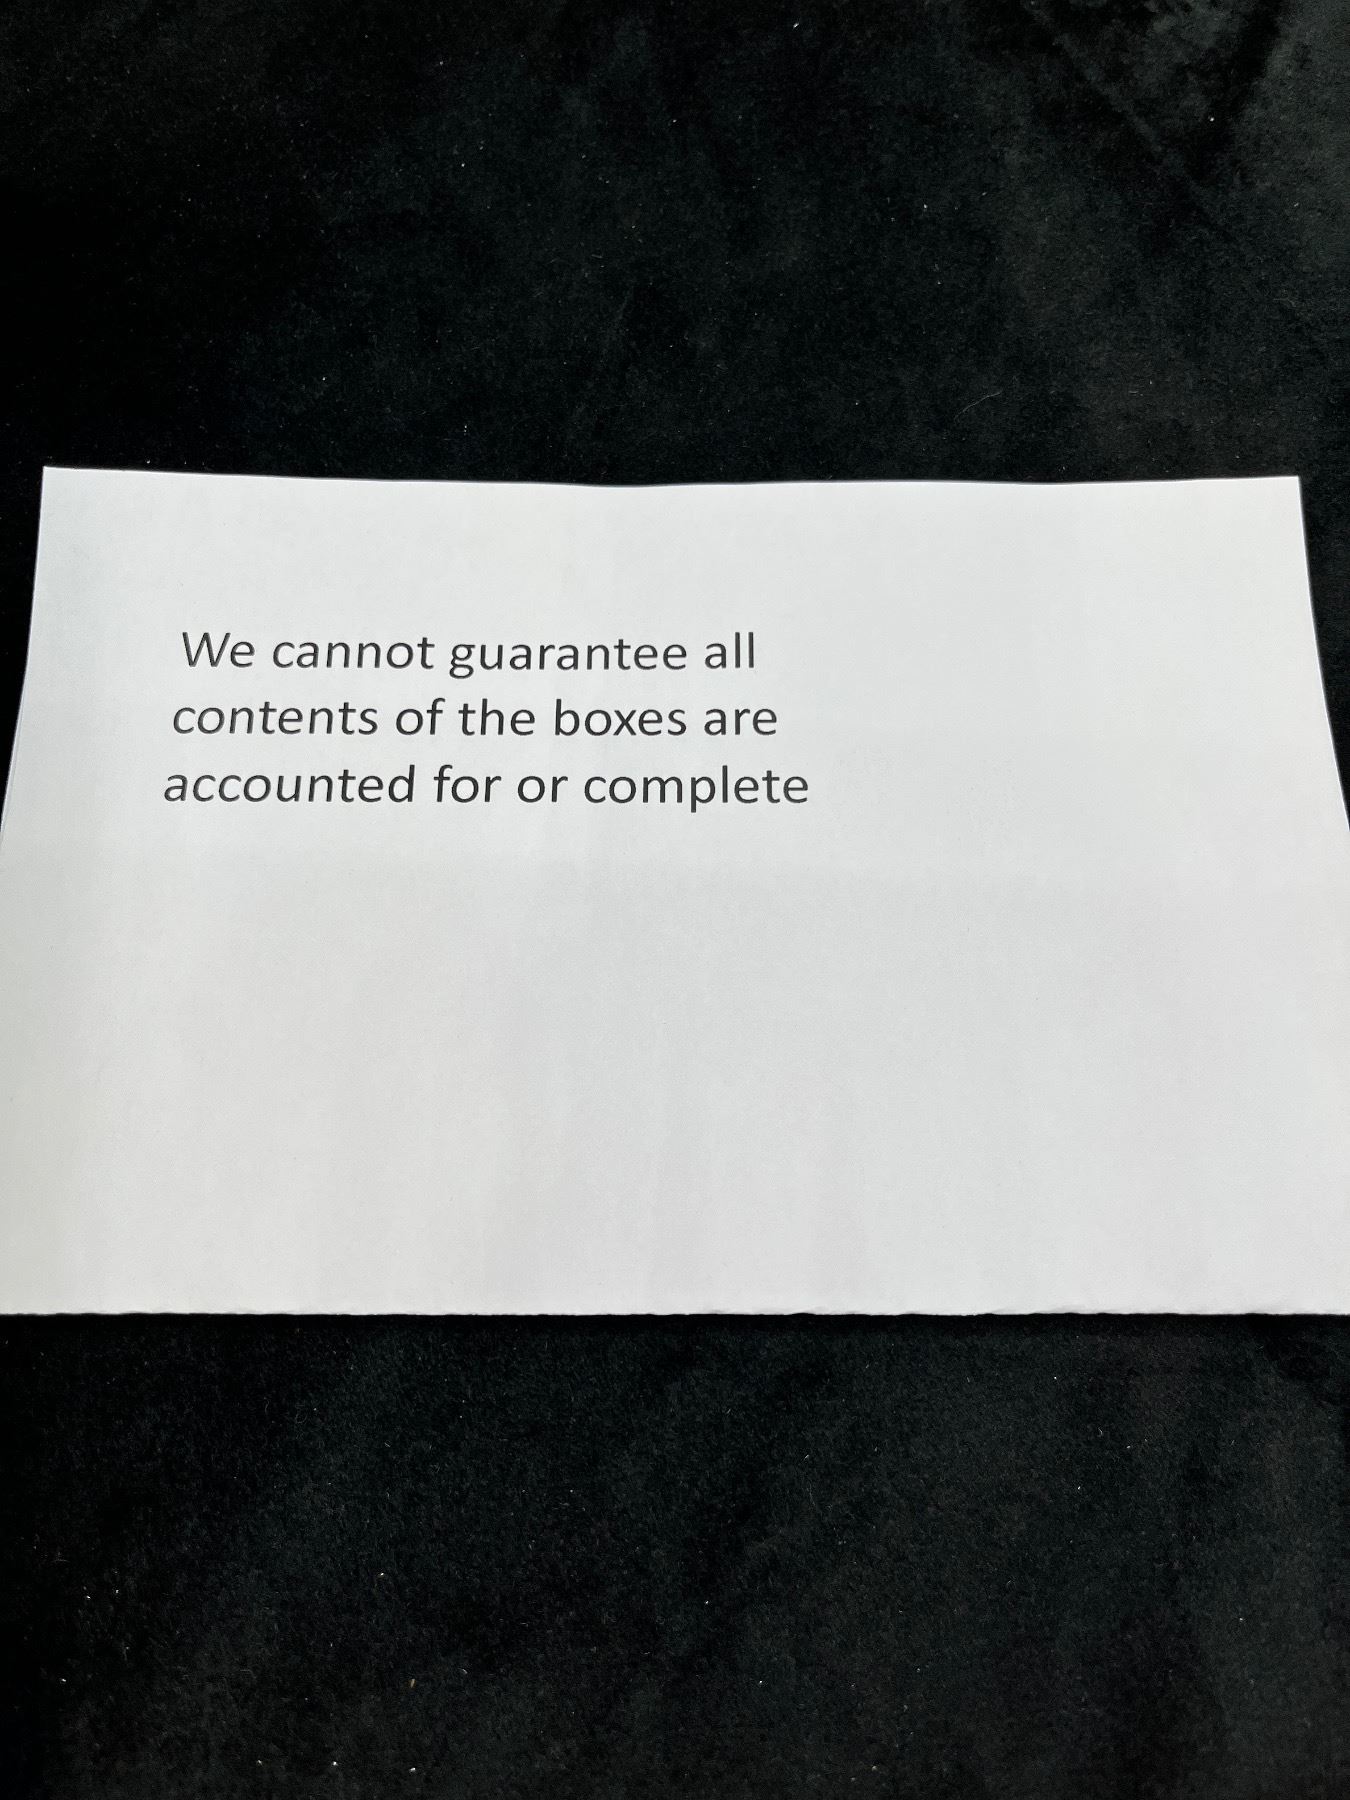 We cannot guarantee all
contents of the boxes are
accounted for or complete